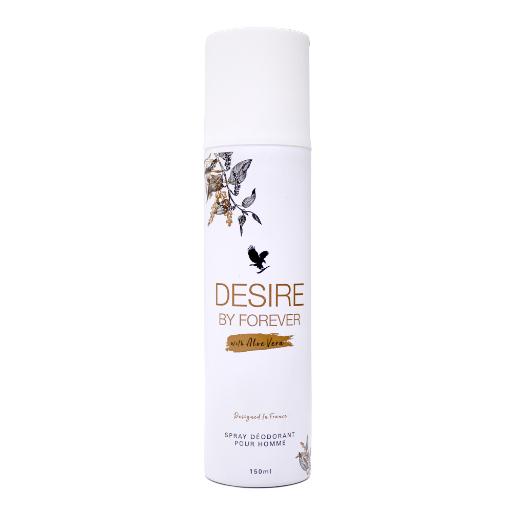 DESIRE
BY FOREVER
with Aloe Vera
Designed In France
SPRAY DÉODORANT
POUR HOMME
150ml